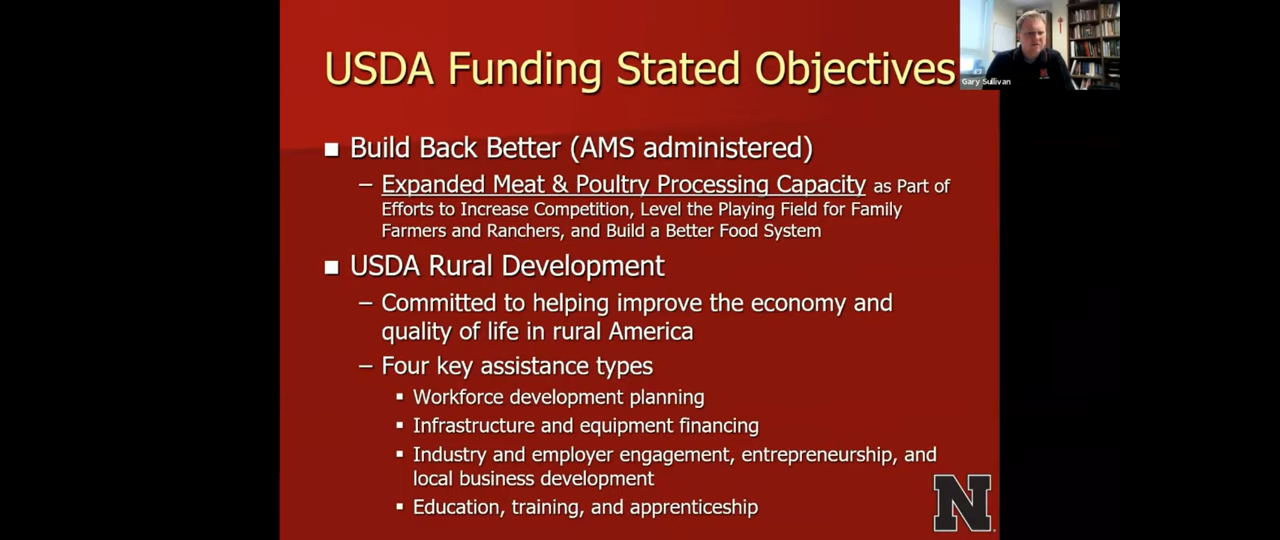 USDA Funding Stated Objectives
Gary Sullivan
■ Build Back Better (AMS administered)
– Expanded Meat & Poultry Processing Capacity as Part of
Efforts to Increase Competition, Level the Playing Field for Family
Farmers and Ranchers, and Build a Better Food System
■ USDA Rural Development
– Committed to helping improve the economy and
quality of life in rural America
– Four key assistance types
▪ Workforce development planning
▪ Infrastructure and equipment financing
▪ Industry and employer engagement, entrepreneurship, and
local business development
▪ Education, training, and apprenticeship
N